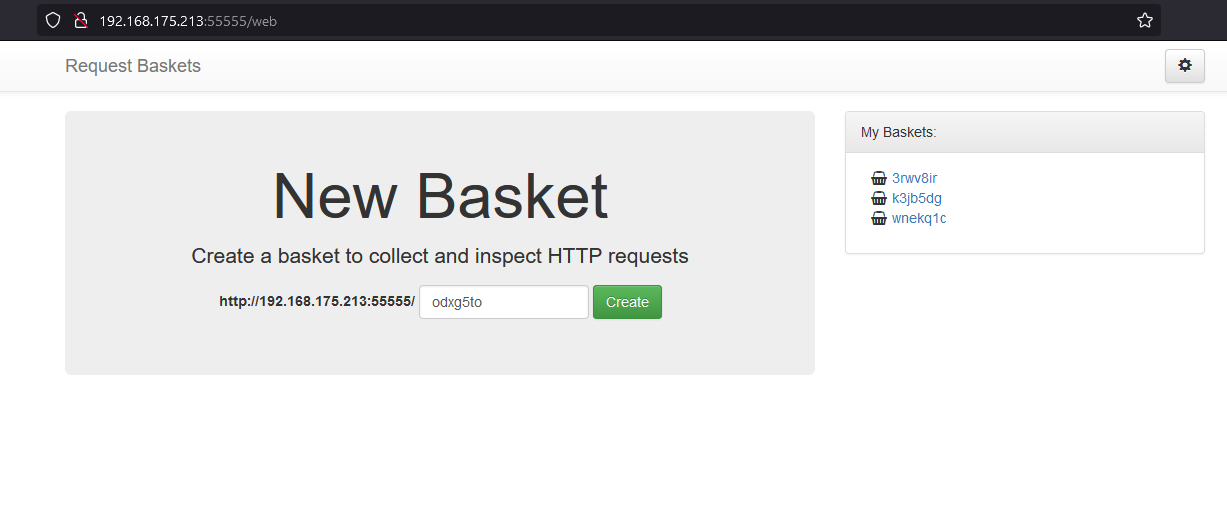 192.168.175.213:55555/web
Request Baskets
New Basket
Create a basket to collect and inspect HTTP requests
http://192.168.175.213:55555/ odxg5to Create
My Baskets:
3rwv8ir
k3jb5dg
wnekq1c